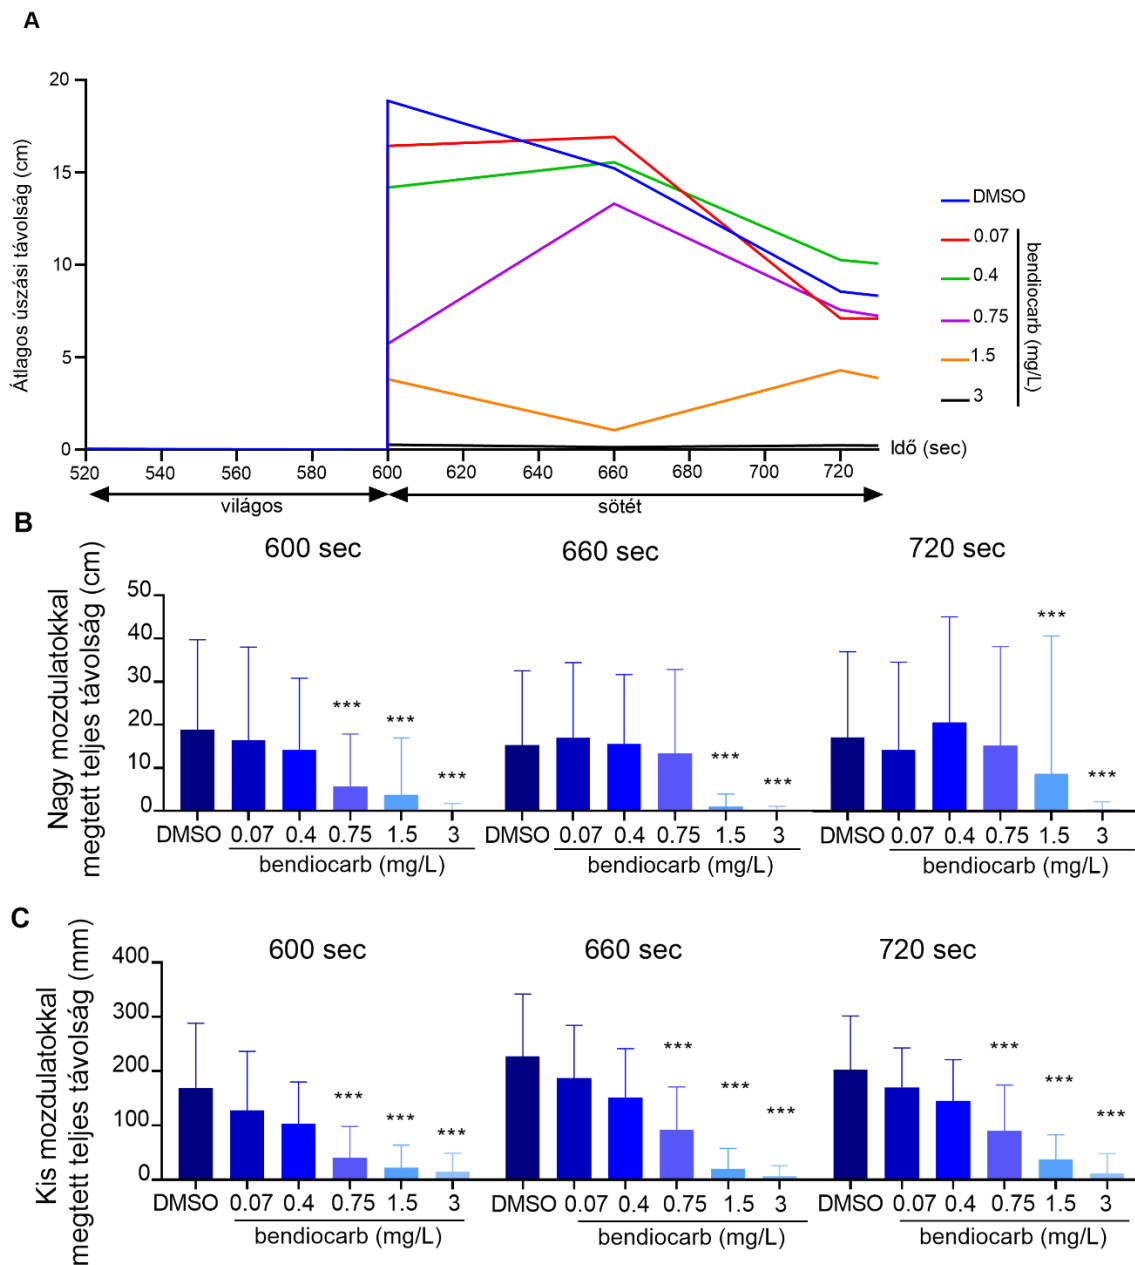 A
Átlagos úszási távolság (cm)
20
15
10
5
0
520 540 560 580 600 620 640 660 680 700 720
Idő (sec)
világos sötét
DMSO
0.07
0.4
0.75
1.5
3
bendiocarb (mg/L)
B
600 sec 660 sec 720 sec
Nagy mozdulatokkal
megtett teljes távolság (cm)
50
40
30
20
10
0
*** *** ***
*** ***
*** ***
DMSO 0.07 0.4 0.75 1.5 3 DMSO 0.07 0.4 0.75 1.5 3 DMSO 0.07 0.4 0.75 1.5 3
bendiocarb (mg/L) bendiocarb (mg/L) bendiocarb (mg/L)
C
600 sec 660 sec 720 sec
Kis mozdulatokkal
megtett teljes távolság (mm)
400
300
200
100
0
*** *** ***
*** *** ***
*** *** ***
DMSO 0.07 0.4 0.75 1.5 3 DMSO 0.07 0.4 0.75 1.5 3 DMSO 0.07 0.4 0.75 1.5 3
bendiocarb (mg/L) bendiocarb (mg/L) bendiocarb (mg/L)